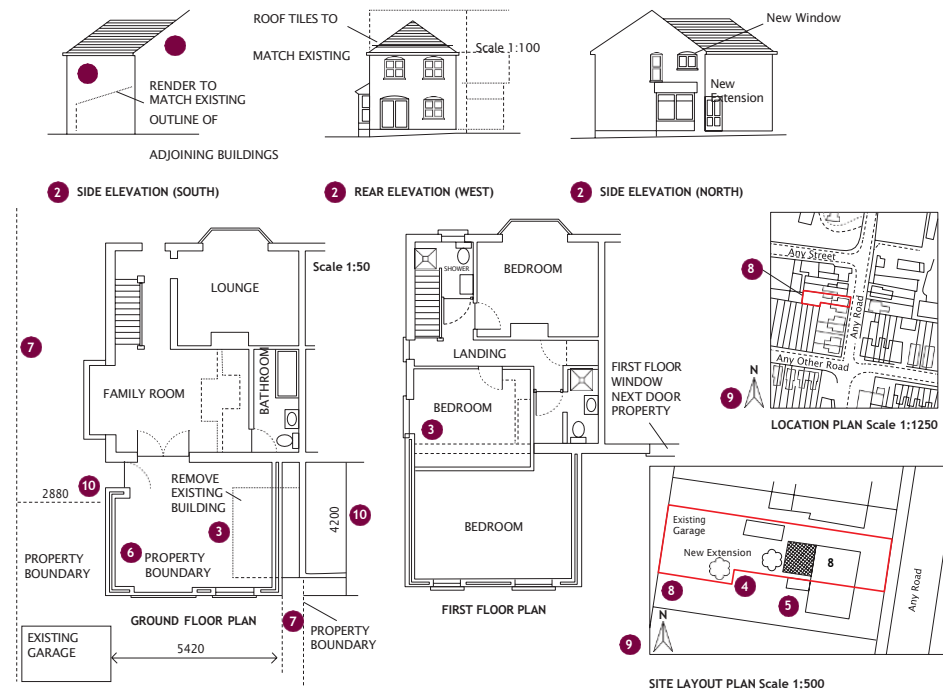 ROOF TILES TO
MATCH EXISTING
Scale 1:100
New Window
New
Extension
RENDER TO
MATCH EXISTING
OUTLINE OF
ADJOINING BUILDINGS
2 SIDE ELEVATION (SOUTH)
2 REAR ELEVATION (WEST)
2 SIDE ELEVATION (NORTH)
Scale 1:50
LOUNGE
7
FAMILY ROOM
BATHROOM
2880
10
REMOVE
EXISTING
BUILDING
3
4200
10
6
PROPERTY
BOUNDARY
PROPERTY
BOUNDARY
GROUND FLOOR PLAN
7
PROPERTY
BOUNDARY
EXISTING
GARAGE
5420
SHOWER
BEDROOM
LANDING
BEDROOM
3
FIRST FLOOR
WINDOW
NEXT DOOR
PROPERTY
BEDROOM
FIRST FLOOR PLAN
Any Street
8
Any Road
Any Other Road
N
9
LOCATION PLAN Scale 1:1250
Existing
Garage
New Extension
8
4
8
5
Any Road
N
9
SITE LAYOUT PLAN Scale 1:500